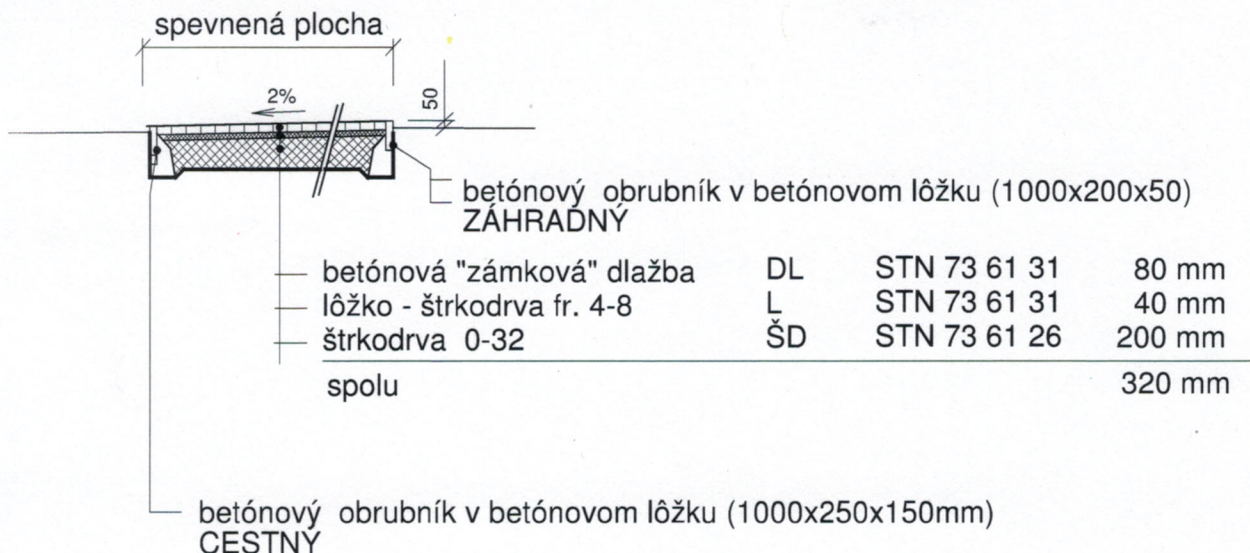 spevnená plocha
2%
50
betónový obrubník v betónovom lôžku (1000x200x50)
ZÁHRADNÝ
betónová "zámková" dlažba DL STN 73 61 31 80 mm
lôžko - štrkodrva fr. 4-8 L STN 73 61 31 40 mm
štrkodrva 0-32 ŠD STN 73 61 26 200 mm
spolu 320 mm
betónový obrubník v betónovom lôžku (1000x250x150mm)
CESTNÝ